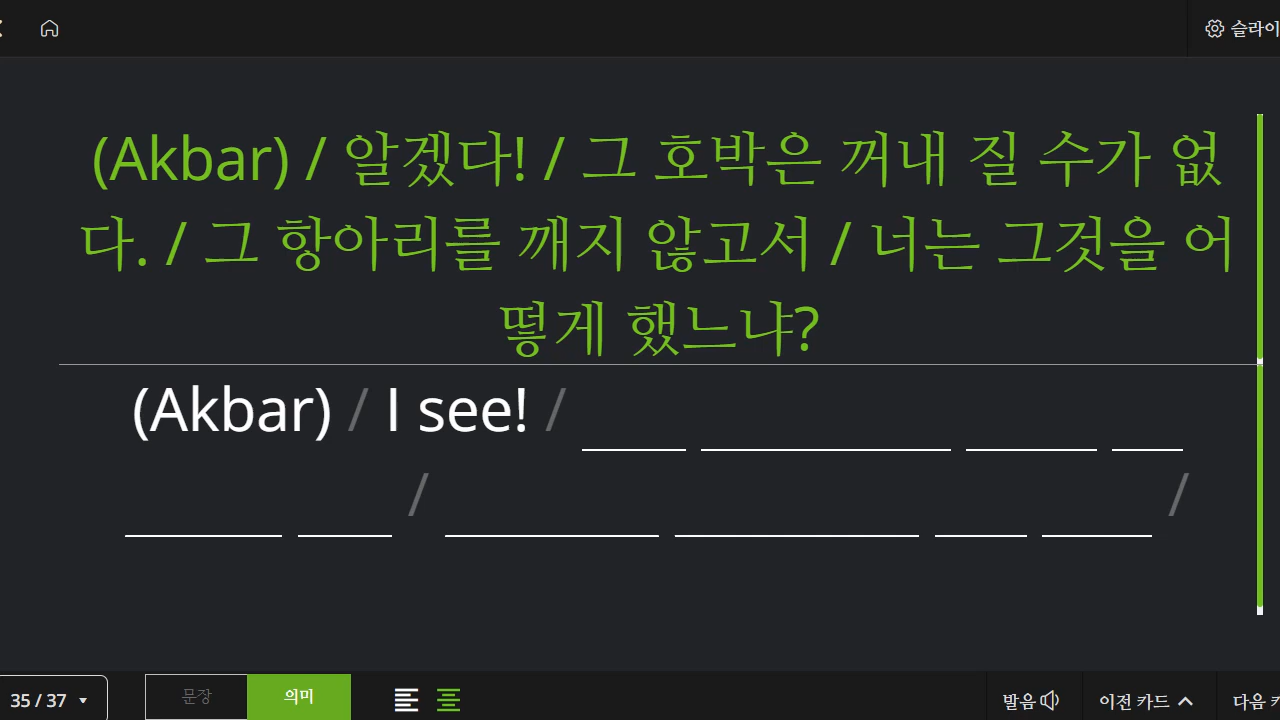 슬라이
(Akbar) / 알겠다! / 그 호박은 꺼내 질 수가 없
다. / 그 항아리를 깨지 않고서 / 너는 그것을 어
떻게 했느냐?
(Akbar) / I see! /
/ /
35 / 37 문장 의미 발음 이전 카드 다음